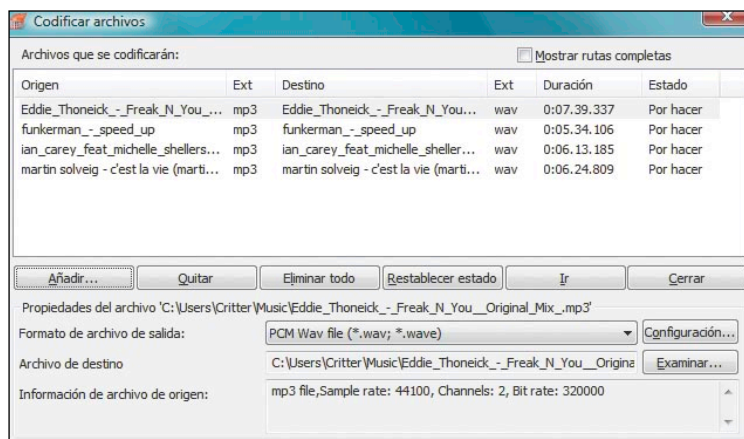 Codificar archivos
Archivos que se codificarán:
Mostrar rutas completas
Origen Ext Destino Ext Duración Estado
Eddie_Thoneick_-_Freak_N_You_... mp3 Eddie_Thoneick_-_Freak_N_You... wav 0:07.39.337 Por hacer
funkerman_-_speed_up mp3 funkerman_-_speed_up wav 0:05.34.106 Por hacer
ian_carey_feat_michelle_shellers... mp3 ian_carey_feat_michelle_sheller... wav 0:06.13.185 Por hacer
martin solveig - c'est la vie (marti... mp3 martin solveig - c'est la vie (marti... wav 0:06.24.809 Por hacer
Añadir... Quitar Eliminar todo Restablecer estado Ir Cerrar
Propiedades del archivo 'C:\Users\Critter\Music\Eddie_Thoneick_-_Freak_N_You__Original_Mix_.mp3'
Formato de archivo de salida: PCM Wav file (*.wav; *.wave) Configuración...
Archivo de destino C:\Users\Critter\Music\Eddie_Thoneick_-_Freak_N_You__Origina Examinar...
Información de archivo de origen: mp3 file,Sample rate: 44100, Channels: 2, Bit rate: 320000